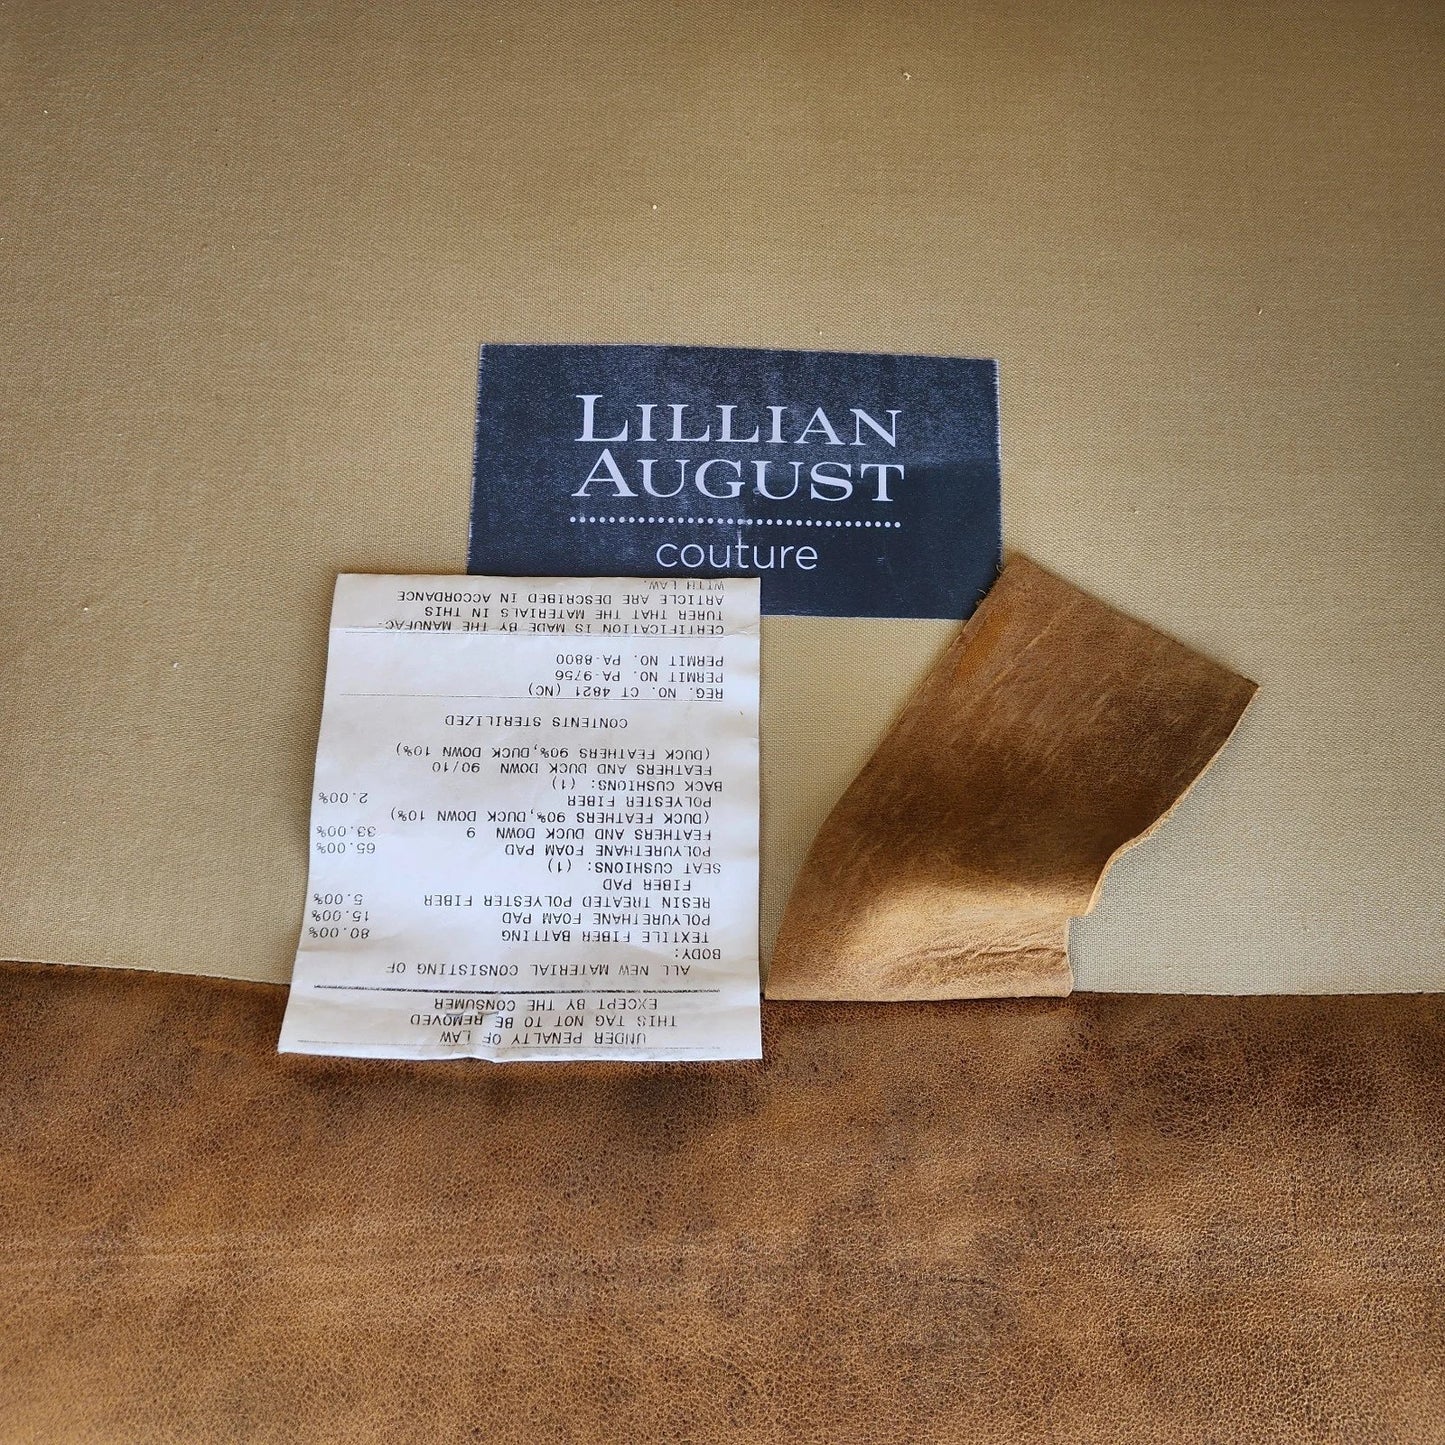 LILLIAN
AUGUST
couture
UNDER PENALTY OF LAW
THIS TAG NOT TO BE REMOVED
EXCEPT BY THE CONSUMER
ALL NEW MATERIAL CONSISTING OF
BODY:
TEXTILE FIBER BATTING 80.00%
POLYURETHANE FOAM PAD 15.00%
RESIN TREATED POLYESTER FIBER 5.00%
FIBER PAD
SEAT CUSHIONS: (1)
POLYURETHANE FOAM PAD 65.00%
FEATHERS AND DUCK DOWN 9 33.00%
(DUCK FEATHERS 90%,DUCK DOWN 10%)
POLYESTER FIBER 2.00%
BACK CUSHIONS: (1)
FEATHERS AND DUCK DOWN 90/10
(DUCK FEATHERS 90%,DUCK DOWN 10%)
CONTENTS STERILIZED
REG. NO. CT 4821 (NC)
PERMIT NO. PA-9756
PERMIT NO. PA-8800
CERTIFICATION IS MADE BY THE MANUFAC-
TURER THAT THE MATERIALS IN THIS
ARTICLE ARE DESCRIBED IN ACCORDANCE
WITH LAW.